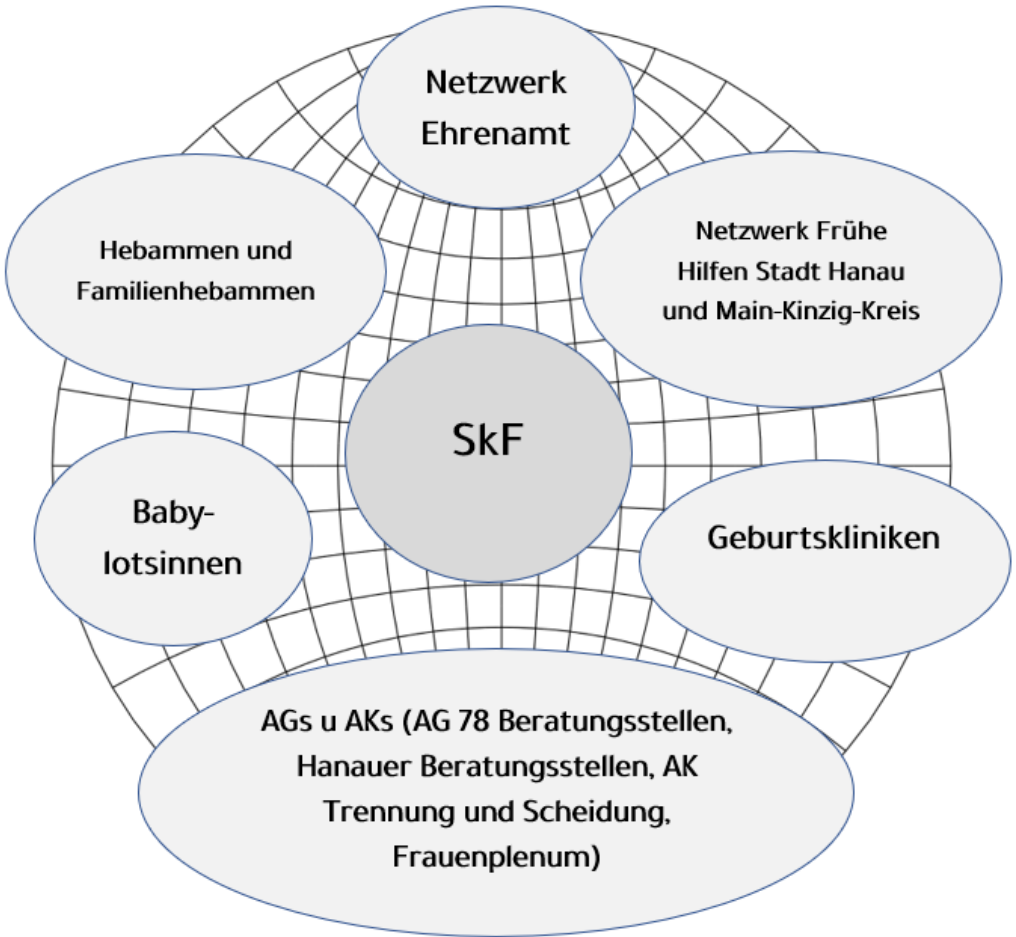 Netzwerk
Ehrenamt
Hebammen und
Familienhebammen
Netzwerk Frühe
Hilfen Stadt Hanau
und Main-Kinzig-Kreis
SkF
Baby-
lotsinnen
Geburtskliniken
AGs u AKs (AG 78 Beratungsstellen,
Hanauer Beratungsstellen, AK
Trennung und Scheidung,
Frauenplenum)